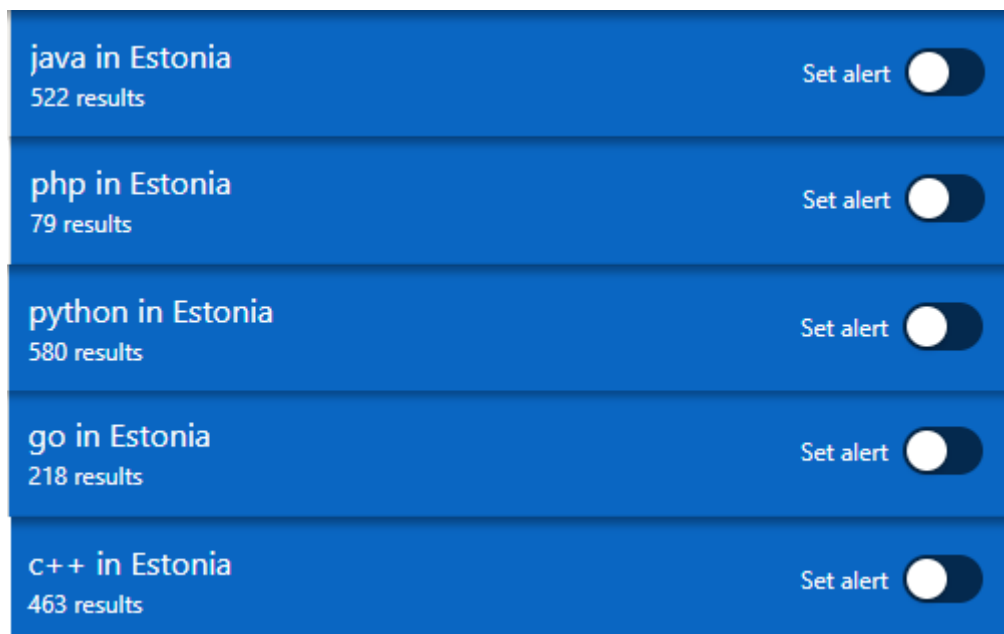 java in Estonia
522 results
Set alert
php in Estonia
79 results
Set alert
python in Estonia
580 results
Set alert
go in Estonia
218 results
Set alert
c++ in Estonia
463 results
Set alert